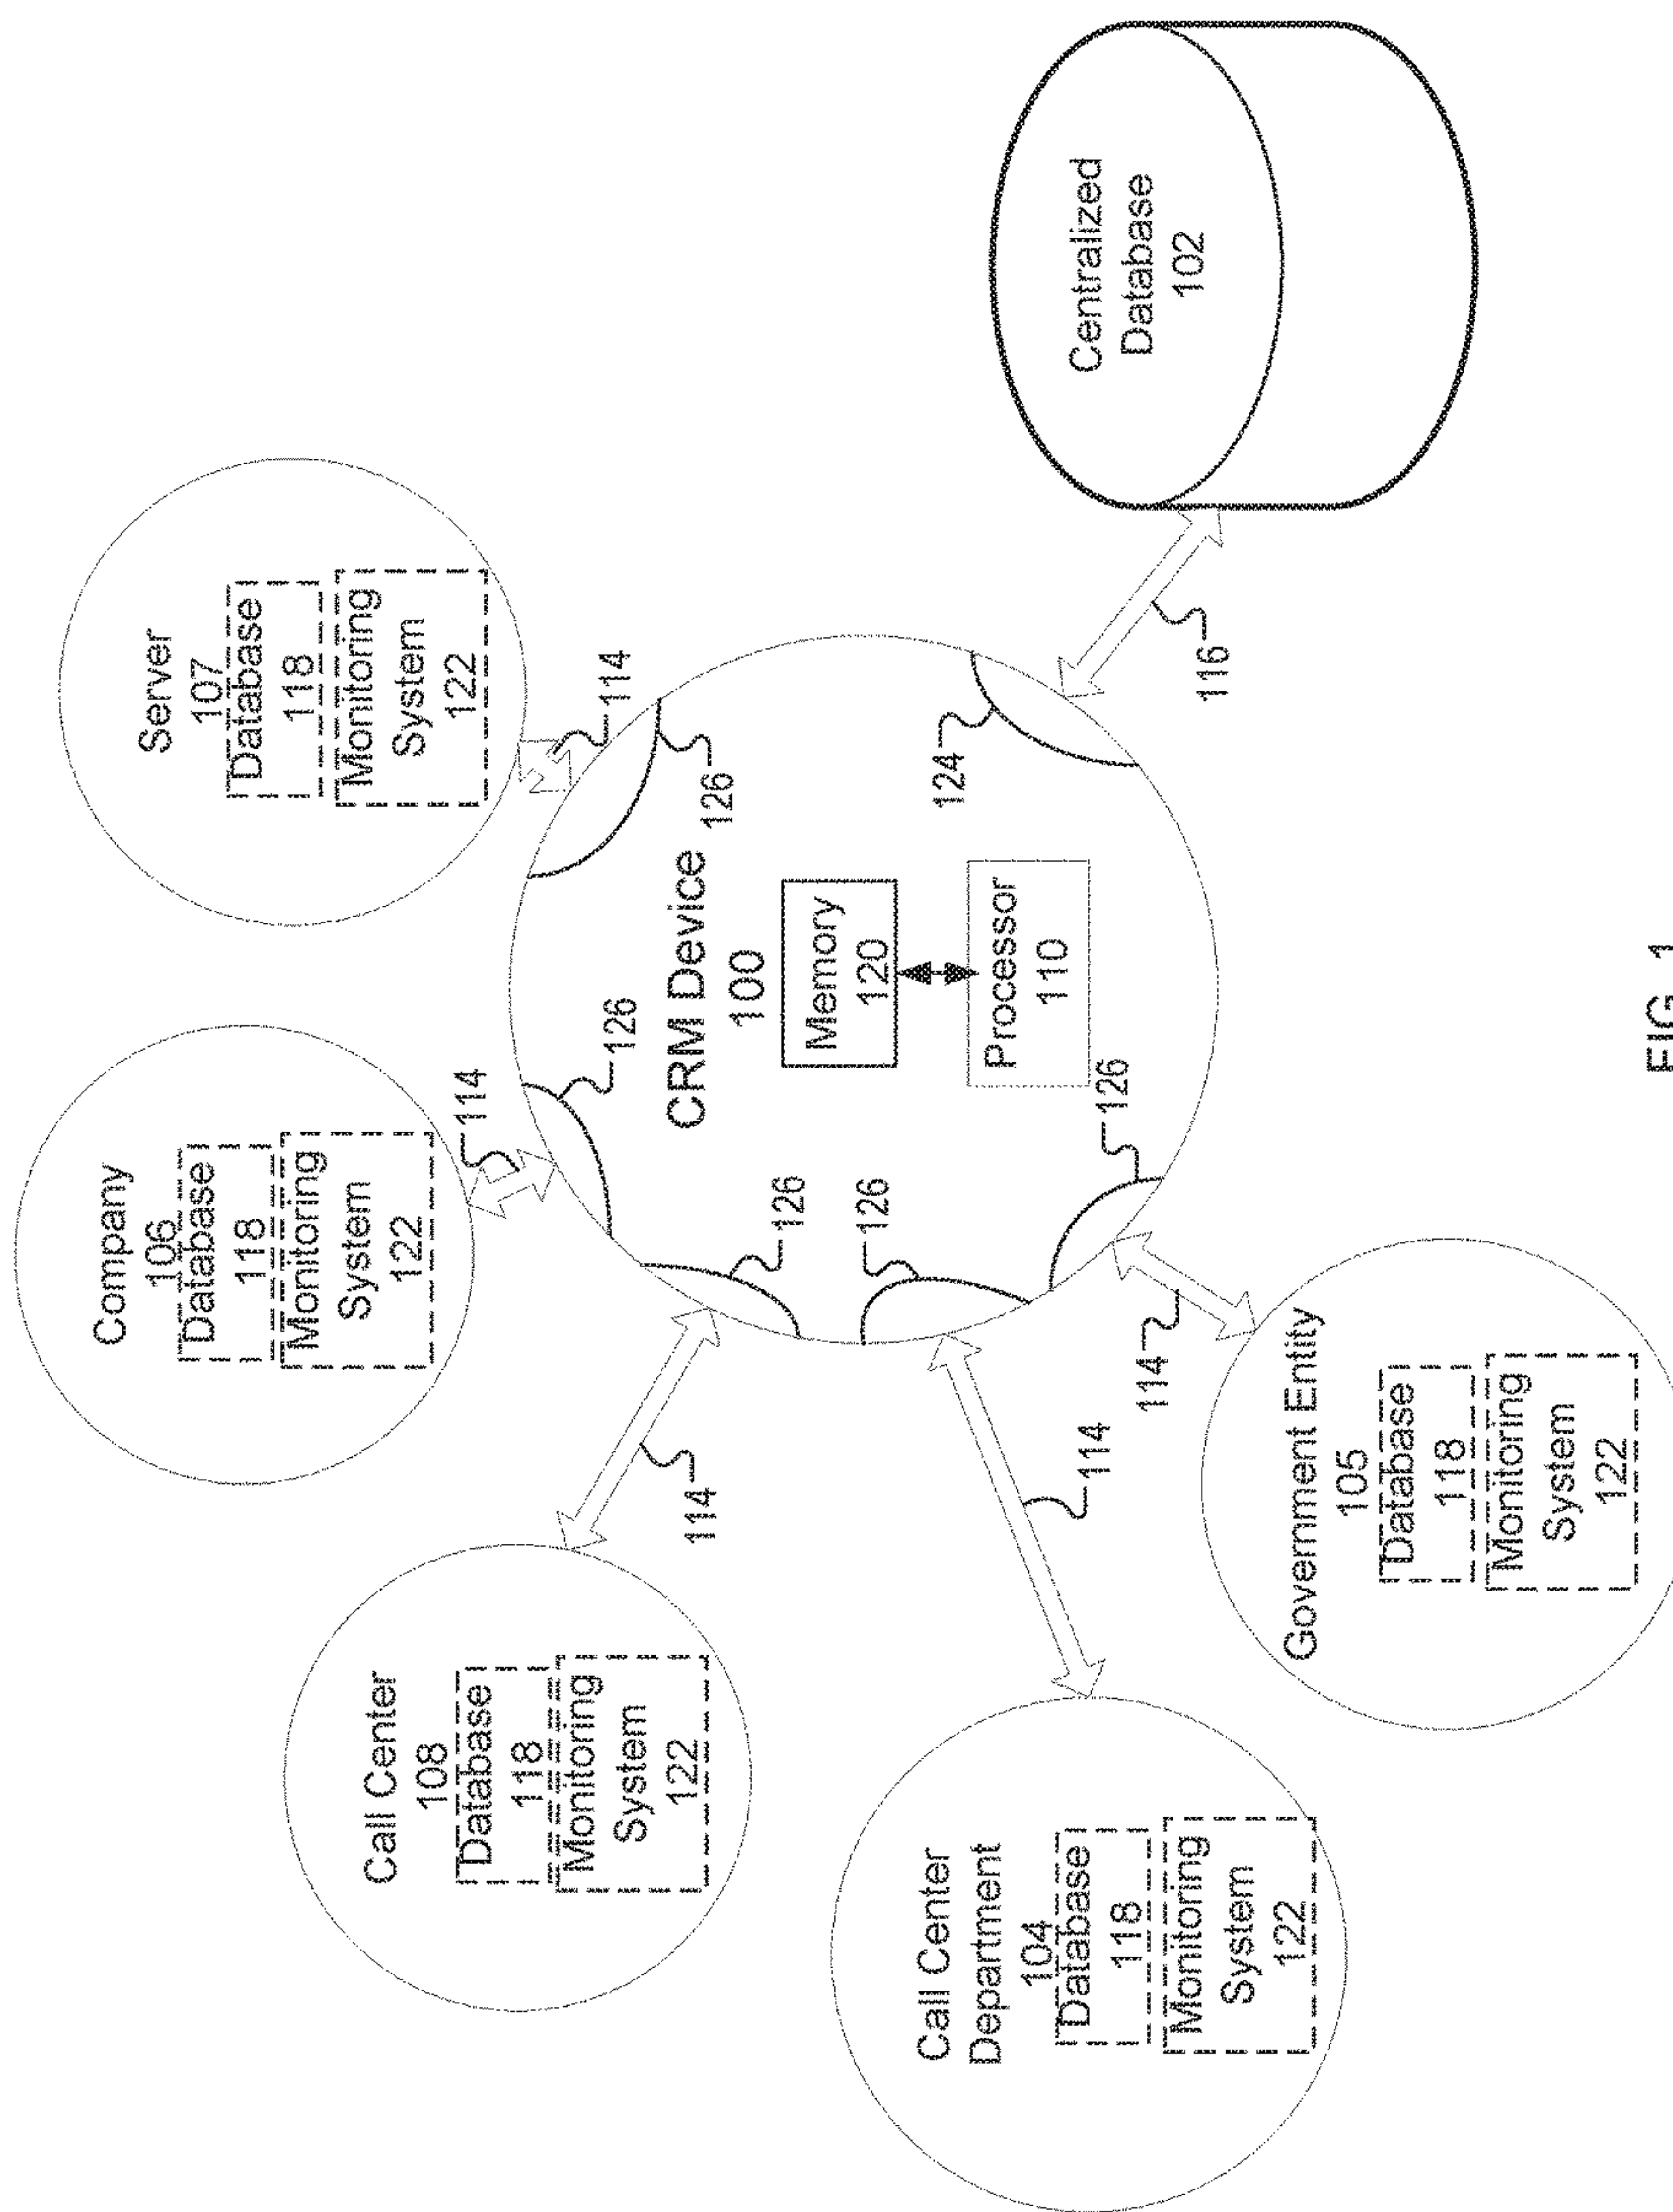 Server
107
Database
118
Monitoring
System
122
114
Company
106
Database
118
Monitoring
System
122
114
Call Center
108
Database
118
Monitoring
System
122
114
Call Center
Department
104
Database
118
Monitoring
System
122
114
Government Entity
105
Database
118
Monitoring
System
122
114
CRM Device
100
Memory
120
Processor
110
126
126
126
126
126
124
116
Centralized
Database
102
FIG. 1